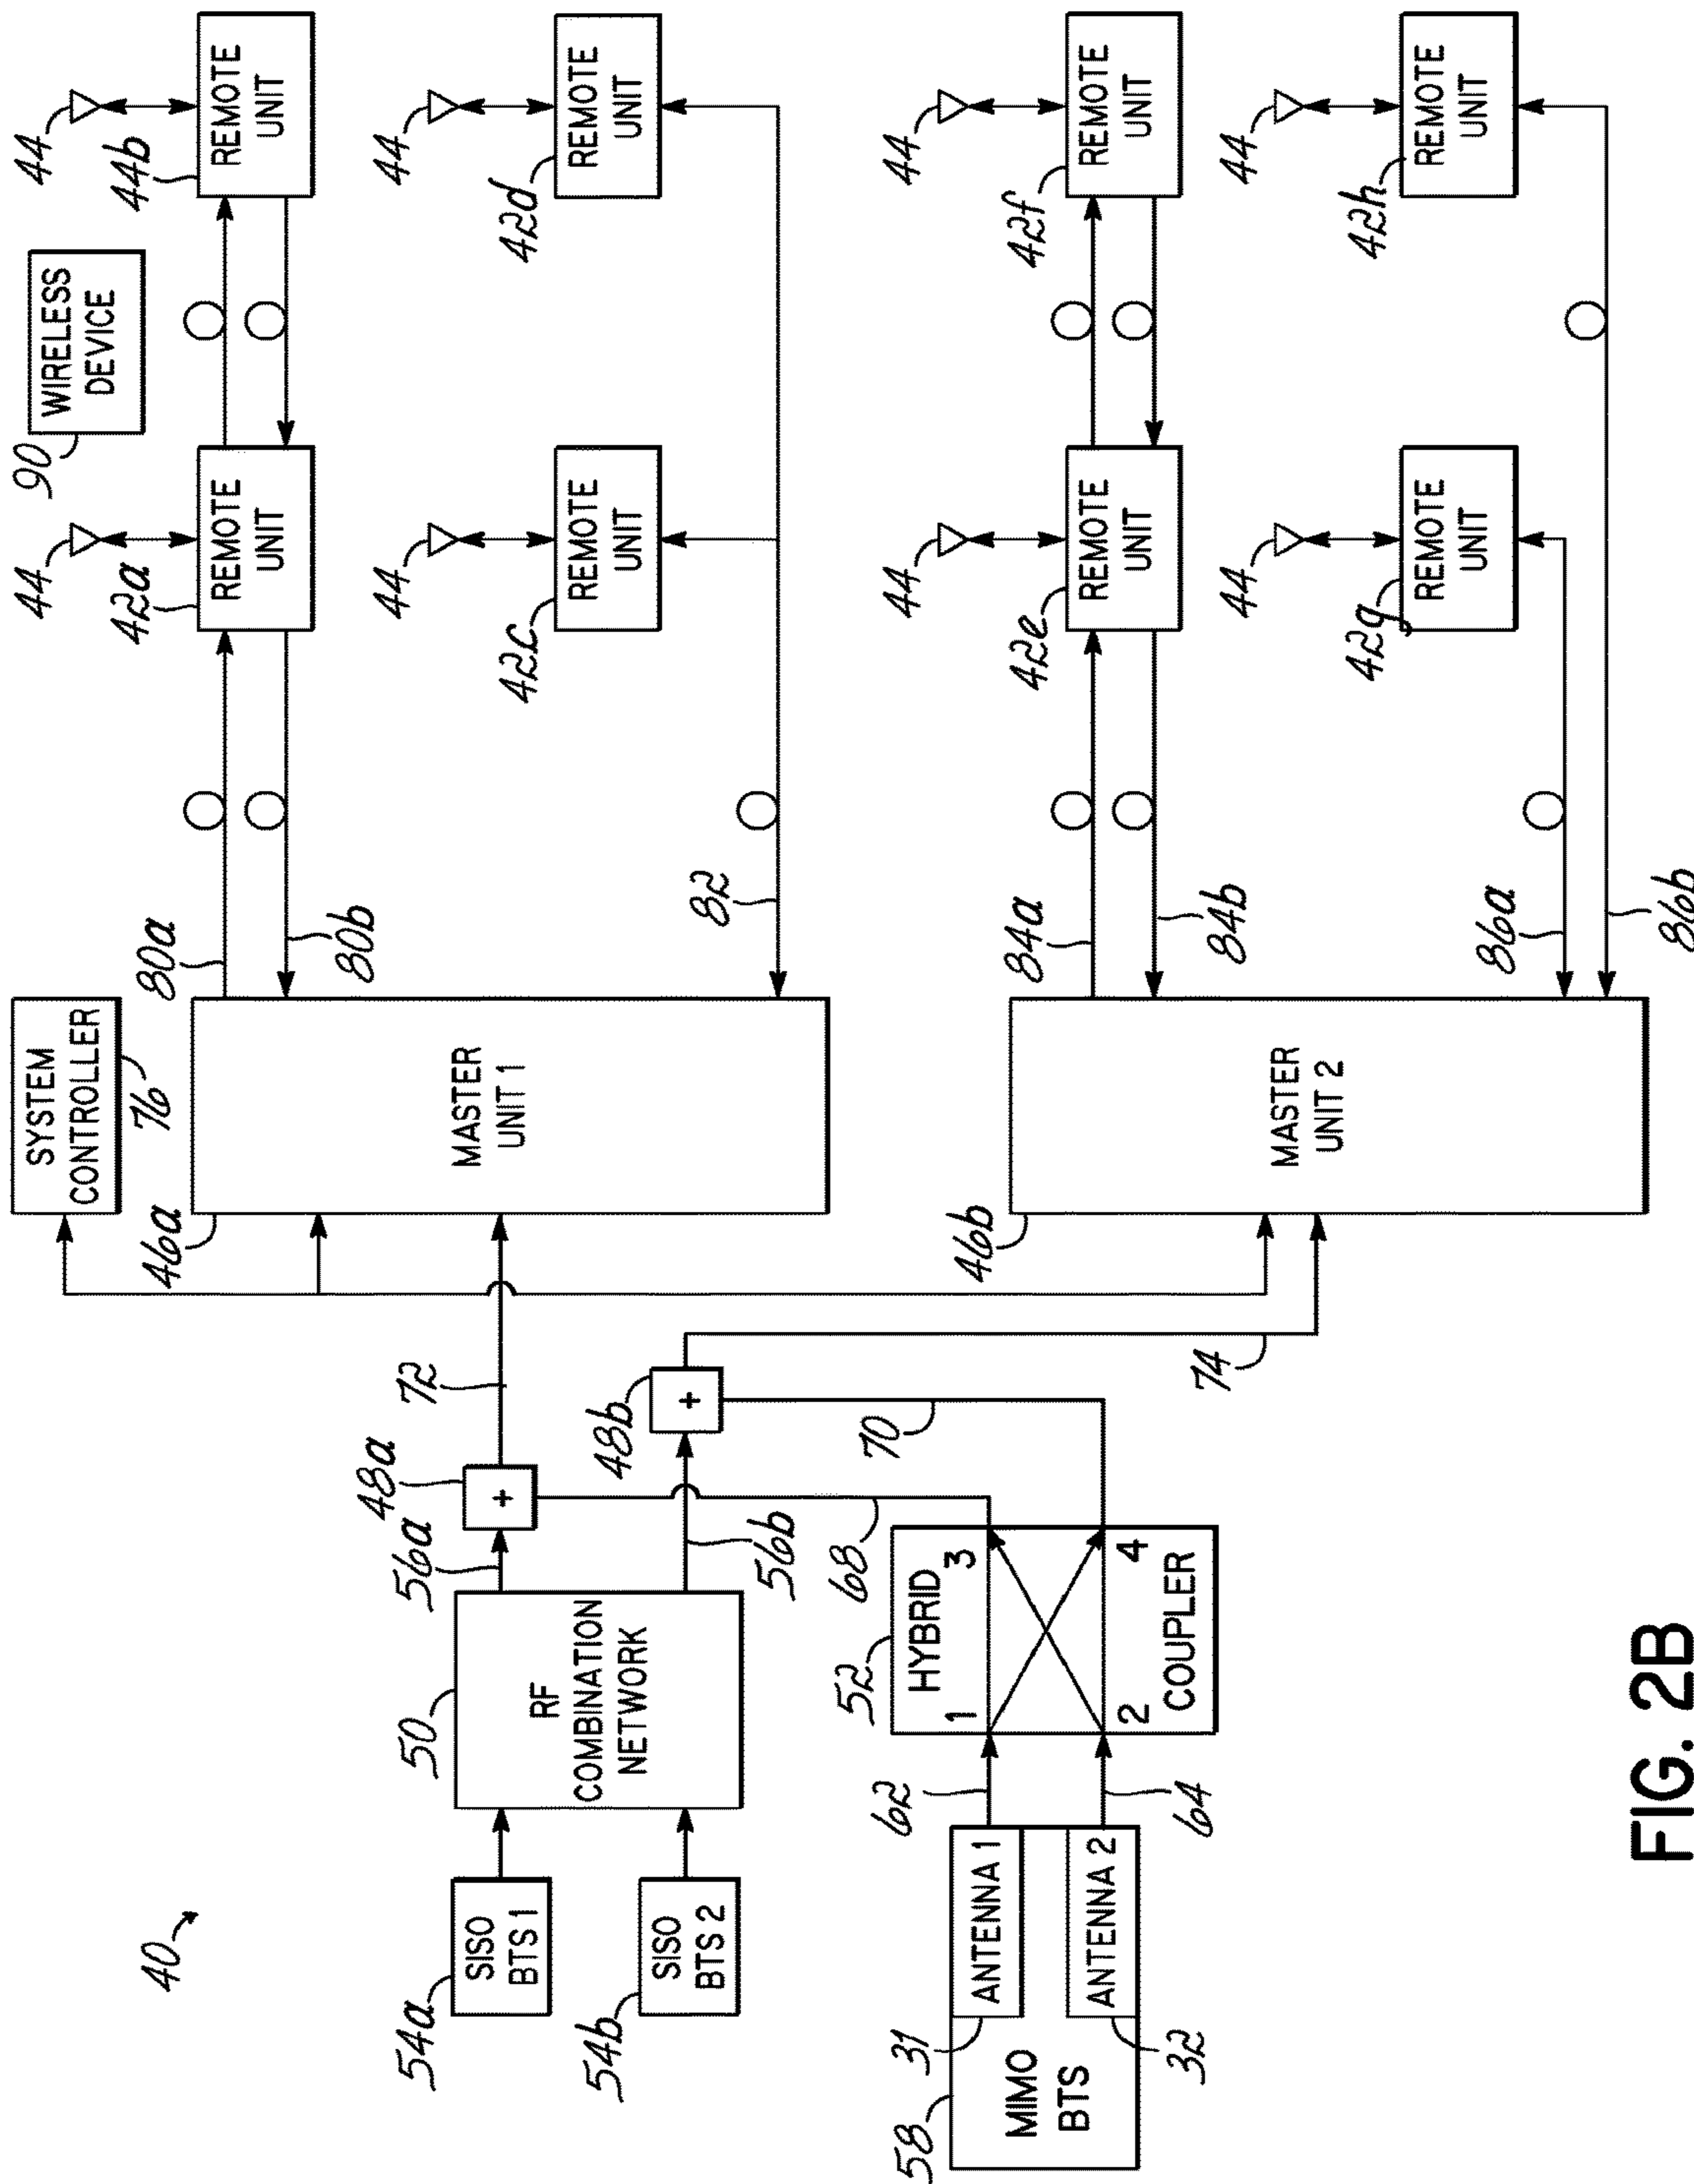 40
54a
SISO
BTS 1
54b
SISO
BTS 2
58
MIMO
BTS
31
ANTENNA 1
32
ANTENNA 2
62
64
50
RF
COMBINATION
NETWORK
52
HYBRID
1
3
2
4
COUPLER
56a
56b
48a
+
48b
+
68
70
72
74
SYSTEM
CONTROLLER
76
46a
MASTER
UNIT 1
46b
MASTER
UNIT 2
80a
80b
82
84a
84b
86a
86b
90
WIRELESS
DEVICE
44
42a
REMOTE
UNIT
44
44b
REMOTE
UNIT
44
42c
REMOTE
UNIT
44
42d
REMOTE
UNIT
44
42e
REMOTE
UNIT
44
42f
REMOTE
UNIT
44
42g
REMOTE
UNIT
44
42h
REMOTE
UNIT
FIG. 2B